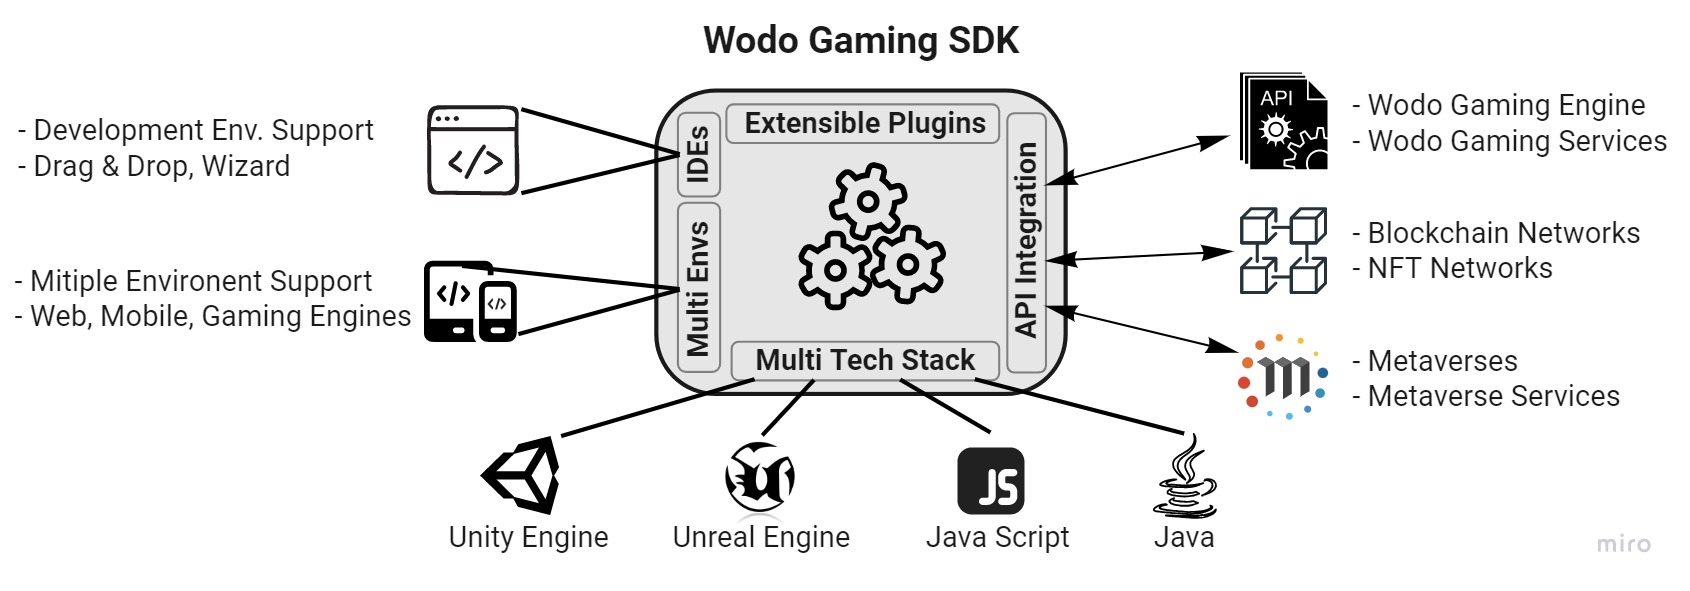 Wodo Gaming SDK
- Development Env. Support
- Drag & Drop, Wizard
</>
- Mitiple Environent Support
- Web, Mobile, Gaming Engines
</>
</>
IDEs
Multi Envs
Extensible Plugins
API Integration
Multi Tech Stack
API
- Wodo Gaming Engine
- Wodo Gaming Services
- Blockchain Networks
- NFT Networks
m
- Metaverses
- Metaverse Services
u
JS
Unity Engine
Unreal Engine
Java Script
Java
miro